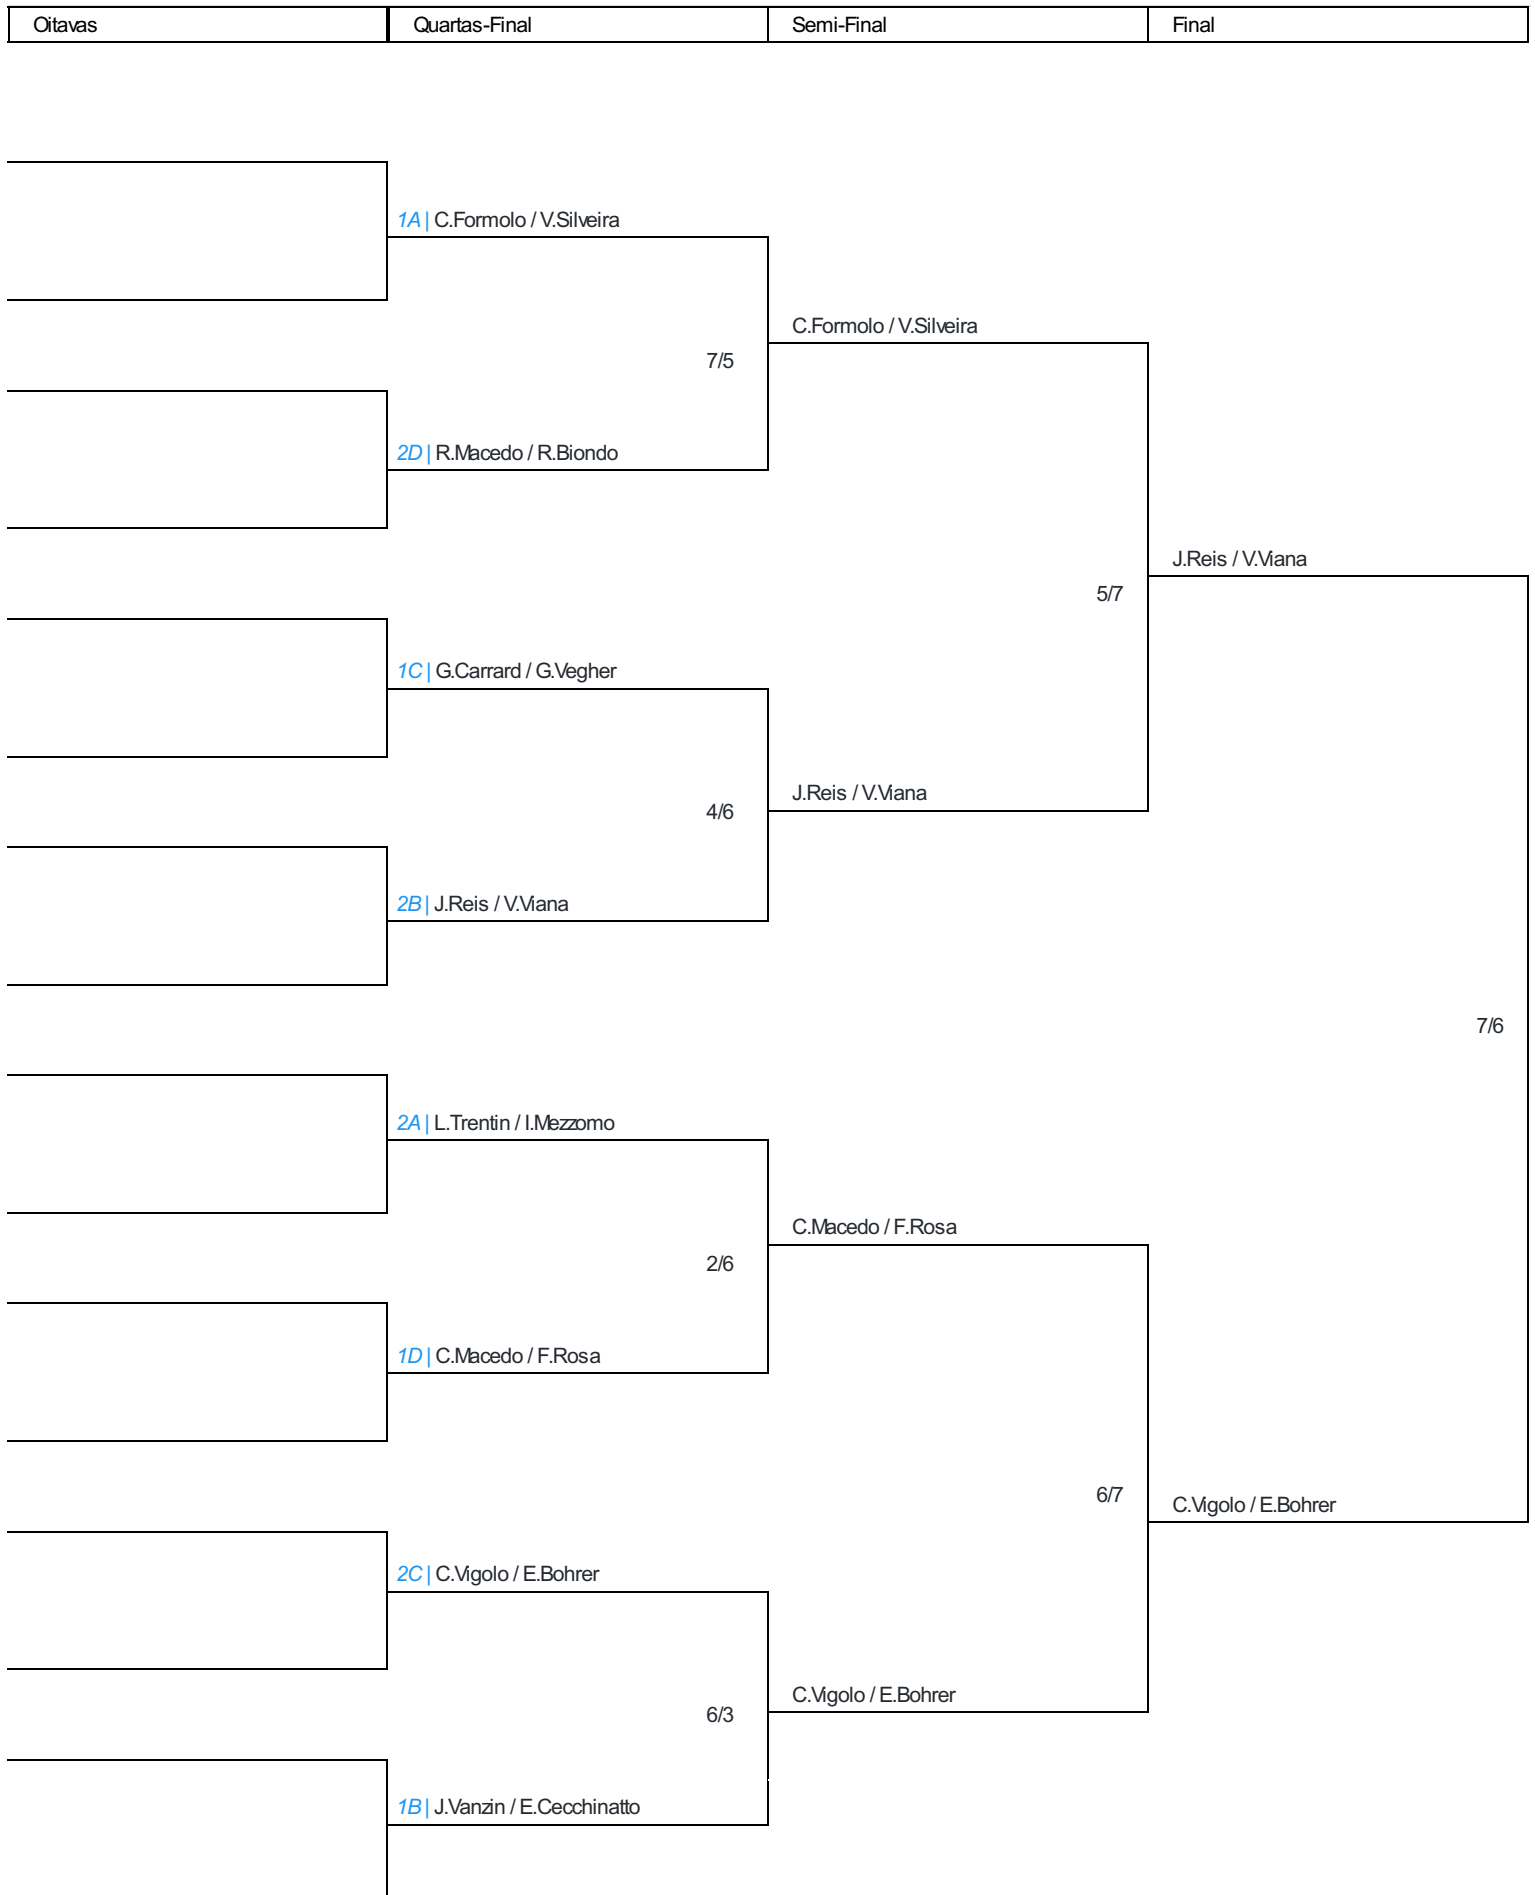 Oitavas Quartas-Final Semi-Final Final
1A | C.Formolo / V.Silveira
C.Formolo / V.Silveira
7/5
2D | R.Macedo / R.Biondo
J.Reis / V.Viana
5/7
1C | G.Carrard / G.Vegher
J.Reis / V.Viana
4/6
2B | J.Reis / V.Viana
7/6
2A | L.Trentin / I.Mezzomo
C.Macedo / F.Rosa
2/6
1D | C.Macedo / F.Rosa
6/7
C.Vigolo / E.Bohrer
2C | C.Vigolo / E.Bohrer
C.Vigolo / E.Bohrer
6/3
1B | J.Vanzin / E.Cecchinatto